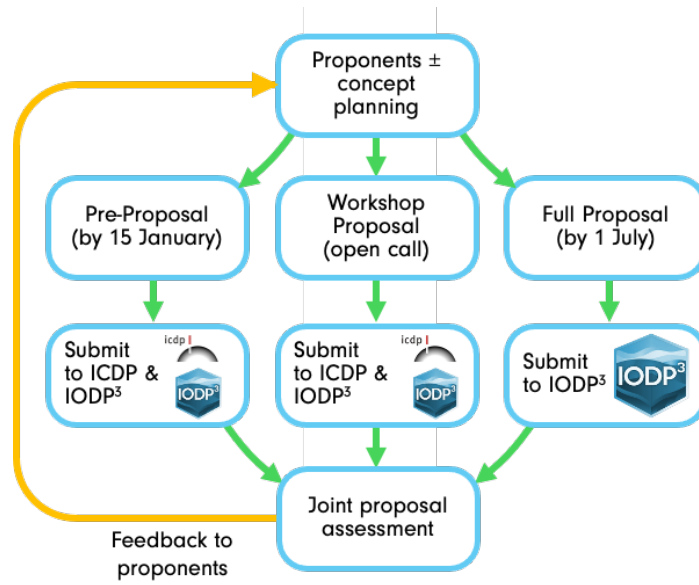 Proponents ±
concept
planning
Pre-Proposal
(by 15 January)
Workshop
Proposal
(open call)
Full Proposal
(by 1 July)
Submit
to ICDP &
IODP³
icdp
IODP³
Submit
to ICDP &
IODP³
icdp
IODP³
Submit
to IODP³
IODP³
Joint proposal
assessment
Feedback to
proponents